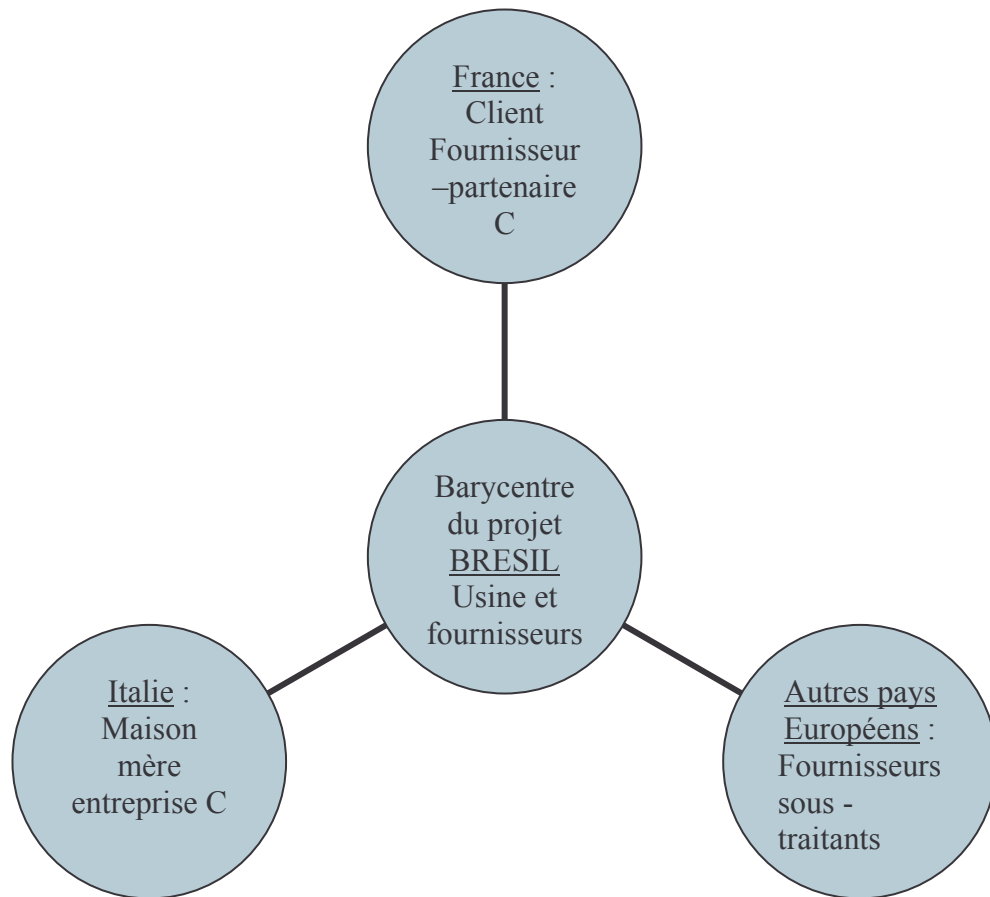 France :
Client
Fournisseur
–partenaire
C
Barycentre
du projet
BRESIL
Usine et
fournisseurs
Italie :
Maison
mère
entreprise C
Autres pays
Européens :
Fournisseurs
sous -
traitants